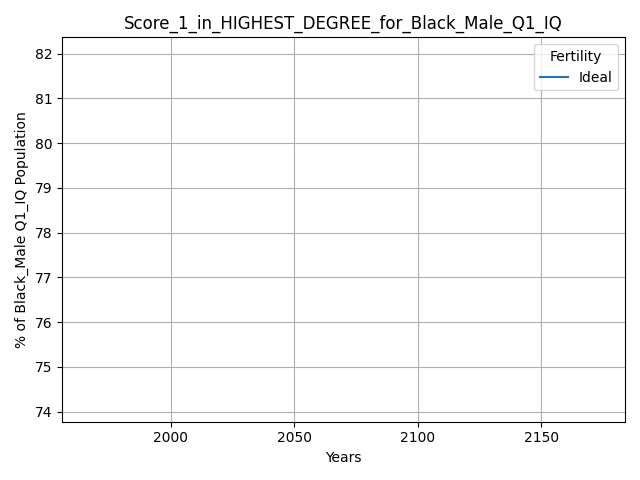 Score_1_in_HIGHEST_DEGREE_for_Black_Male_Q1_IQ
82
81
80
79
78
77
76
75
74
% of Black_Male Q1_IQ Population
Fertility
Ideal
2000 2050 2100 2150
Years